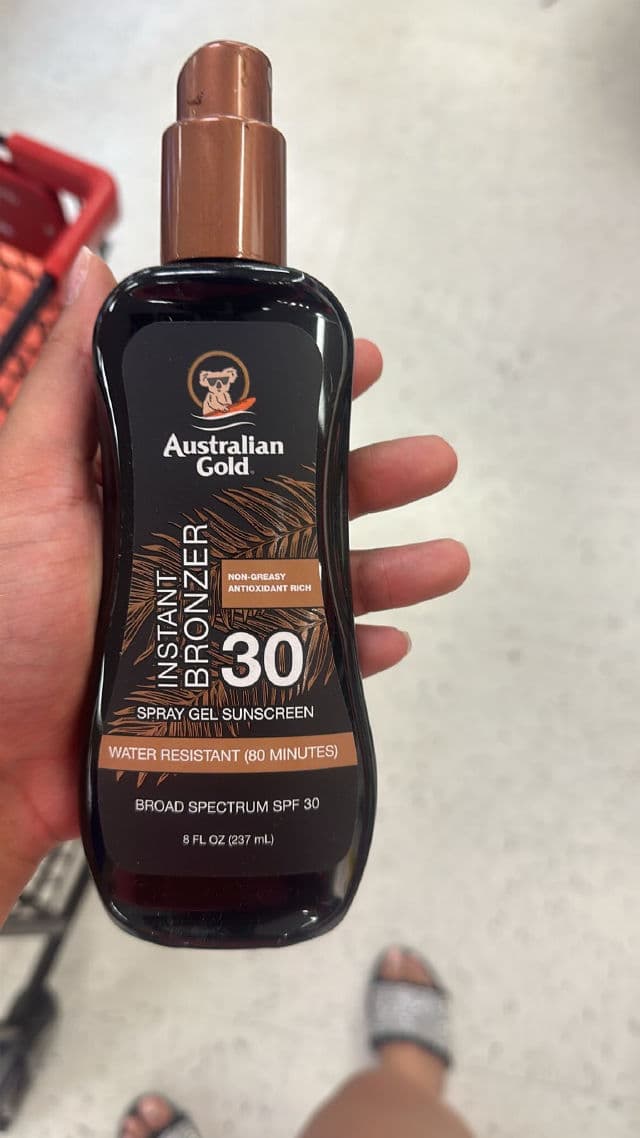 Australian
Gold®
INSTANT
BRONZER
NON-GREASY
ANTIOXIDANT RICH
30
SPRAY GEL SUNSCREEN
WATER RESISTANT (80 MINUTES)
BROAD SPECTRUM SPF 30
8 FL OZ (237 mL)